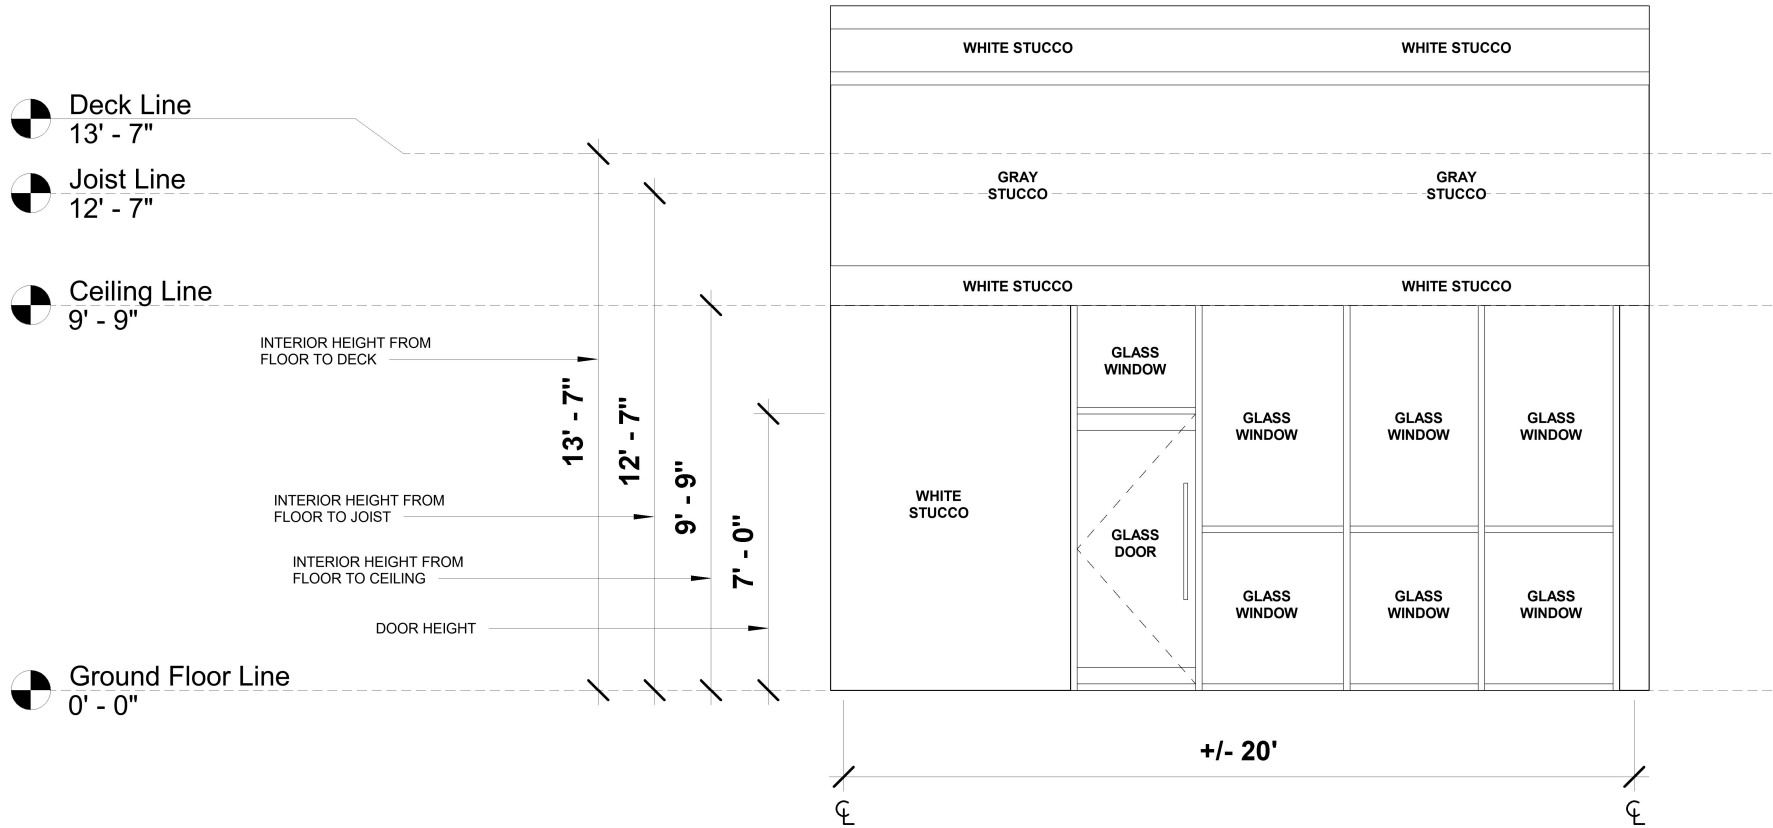 WHITE STUCCO
WHITE STUCCO
Deck Line
13' - 7"
Joist Line
12' - 7"
GRAY
STUCCO
GRAY
STUCCO
Ceiling Line
9' - 9"
WHITE STUCCO
WHITE STUCCO
INTERIOR HEIGHT FROM
FLOOR TO DECK
13' - 7"
12' - 7"
9' - 9"
7' - 0"
INTERIOR HEIGHT FROM
FLOOR TO JOIST
INTERIOR HEIGHT FROM
FLOOR TO CEILING
DOOR HEIGHT
GLASS
WINDOW
GLASS
WINDOW
GLASS
WINDOW
GLASS
WINDOW
WHITE
STUCCO
GLASS
DOOR
GLASS
WINDOW
GLASS
WINDOW
GLASS
WINDOW
Ground Floor Line
0' - 0"
+/- 20'
℄
℄